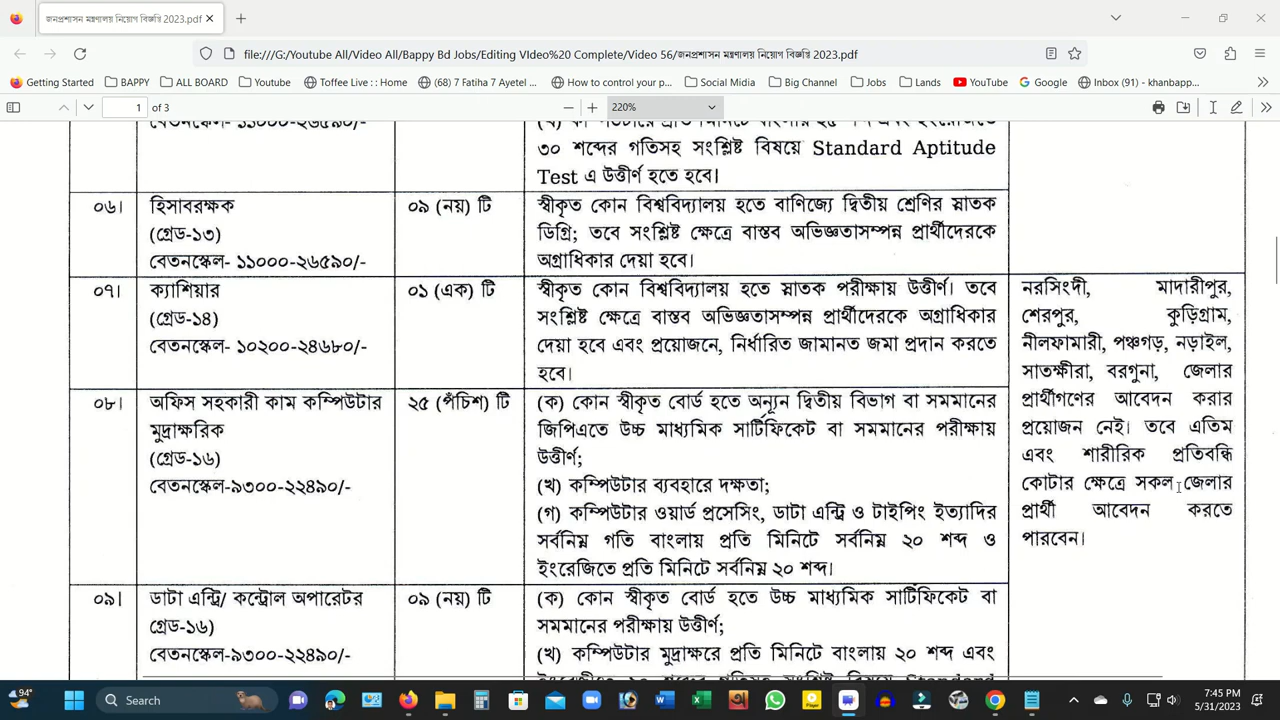 জনপ্রশাসন মন্ত্রণালয় নিয়োগ বিজ্ঞপ্তি 2023.pdf
file:///G:/Youtube All/Video All/Bappy Bd Jobs/Editing VIdeo%20 Complete/Video 56/জনপ্রশাসন মন্ত্রণালয় নিয়োগ বিজ্ঞপ্তি 2023.pdf
Getting Started BAPPY ALL BOARD Youtube Toffee Live : : Home (68) 7 Fatiha 7 Ayetel ... How to control your p... Social Midia Big Channel Jobs Lands YouTube Google Inbox (91) - khanbapp...
1 of 3 220%
বেতনস্কেল- ১১০০০-২৬৫৯০/-
৩০ শব্দের গতিসহ সংশ্লিষ্ট বিষয়ে Standard Aptitude
Test এ উত্তীর্ণ হতে হবে।
০৬। হিসাবরক্ষক
(গ্রেড-১৩)
বেতনস্কেল- ১১০০০-২৬৫৯০/-
০৯ (নয়) টি
স্বীকৃত কোন বিশ্ববিদ্যালয় হতে বাণিজ্যে দ্বিতীয় শ্রেণির স্নাতক
ডিগ্রি; তবে সংশ্লিষ্ট ক্ষেত্রে বাস্তব অভিজ্ঞতাসম্পন্ন প্রার্থীদেরকে
অগ্রাধিকার দেয়া হবে।
০৭। ক্যাশিয়ার
(গ্রেড-১৪)
বেতনস্কেল- ১০২০০-২৪৬৮০/-
০১ (এক) টি
স্বীকৃত কোন বিশ্ববিদ্যালয় হতে স্নাতক পরীক্ষায় উত্তীর্ণ। তবে
সংশ্লিষ্ট ক্ষেত্রে বাস্তব অভিজ্ঞতাসম্পন্ন প্রার্থীদেরকে অগ্রাধিকার
দেয়া হবে এবং প্রয়োজনে, নির্ধারিত জামানত জমা প্রদান করতে
হবে।
০৮। অফিস সহকারী কাম কম্পিউটার
মুদ্রাক্ষরিক
(গ্রেড-১৬)
বেতনস্কেল-৯৩০০-২২৪৯০/-
২৫ (পঁচিশ) টি
(ক) কোন স্বীকৃত বোর্ড হতে অন্যূন দ্বিতীয় বিভাগ বা সমমানের
জিপিএতে উচ্চ মাধ্যমিক সার্টিফিকেট বা সমমানের পরীক্ষায়
উত্তীর্ণ;
(খ) কম্পিউটার ব্যবহারে দক্ষতা;
(গ) কম্পিউটার ওয়ার্ড প্রসেসিং, ডাটা এন্ট্রি ও টাইপিং ইত্যাদির
সর্বনিম্ন গতি বাংলায় প্রতি মিনিটে সর্বনিম্ন ২০ শব্দ ও
ইংরেজিতে প্রতি মিনিটে সর্বনিম্ন ২০ শব্দ।
০৯। ডাটা এন্ট্রি/ কন্ট্রোল অপারেটর
গ্রেড-১৬)
বেতনস্কেল-৯৩০০-২২৪৯০/-
০৯ (নয়) টি
(ক) কোন স্বীকৃত বোর্ড হতে উচ্চ মাধ্যমিক সার্টিফিকেট বা
সমমানের পরীক্ষায় উত্তীর্ণ;
(খ) কম্পিউটার মুদ্রাক্ষরে প্রতি মিনিটে বাংলায় ২০ শব্দ এবং
নরসিংদী, মাদারীপুর,
শেরপুর, কুড়িগ্রাম,
নীলফামারী, পঞ্চগড়, নড়াইল,
সাতক্ষীরা, বরগুনা, জেলার
প্রার্থীগণের আবেদন করার
প্রয়োজন নেই। তবে এতিম
এবং শারীরিক প্রতিবন্ধি
কোটার ক্ষেত্রে সকল জেলার
প্রার্থী আবেদন করতে
পারবেন।
94° Search 7:45 PM
5/31/2023